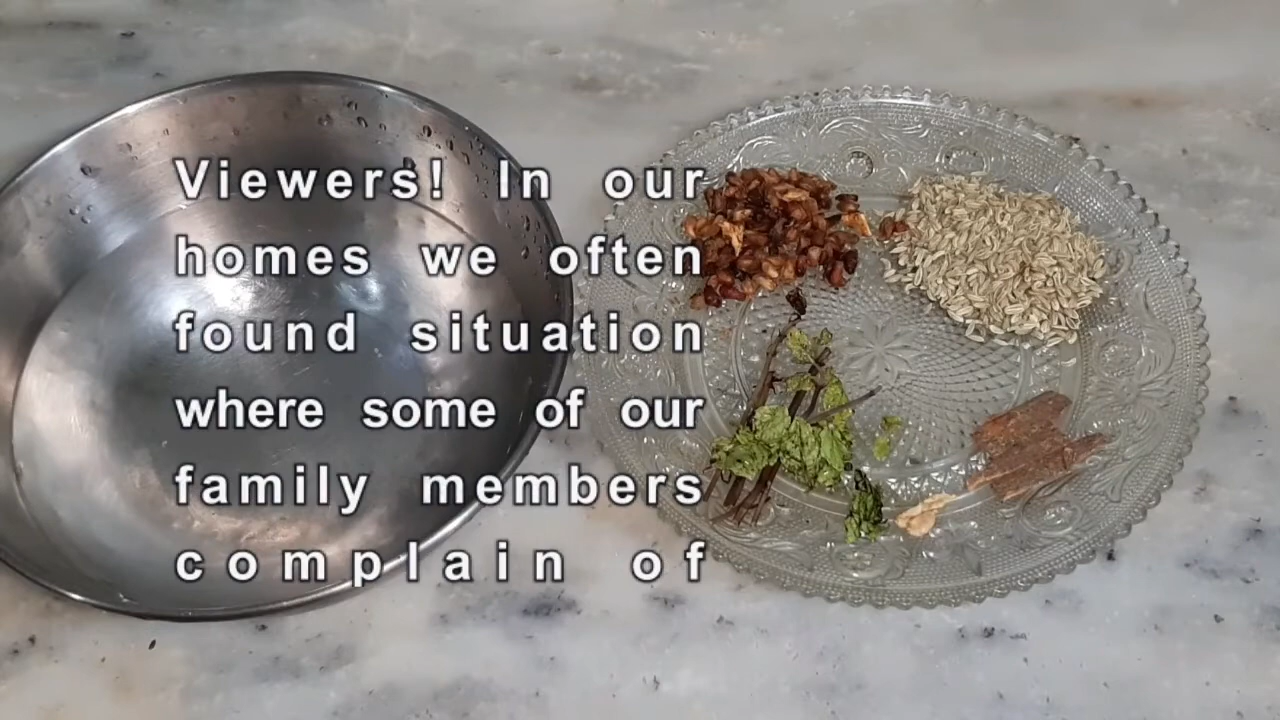 Viewers! In our
homes we often
found situation
where some of our
family members
complain of